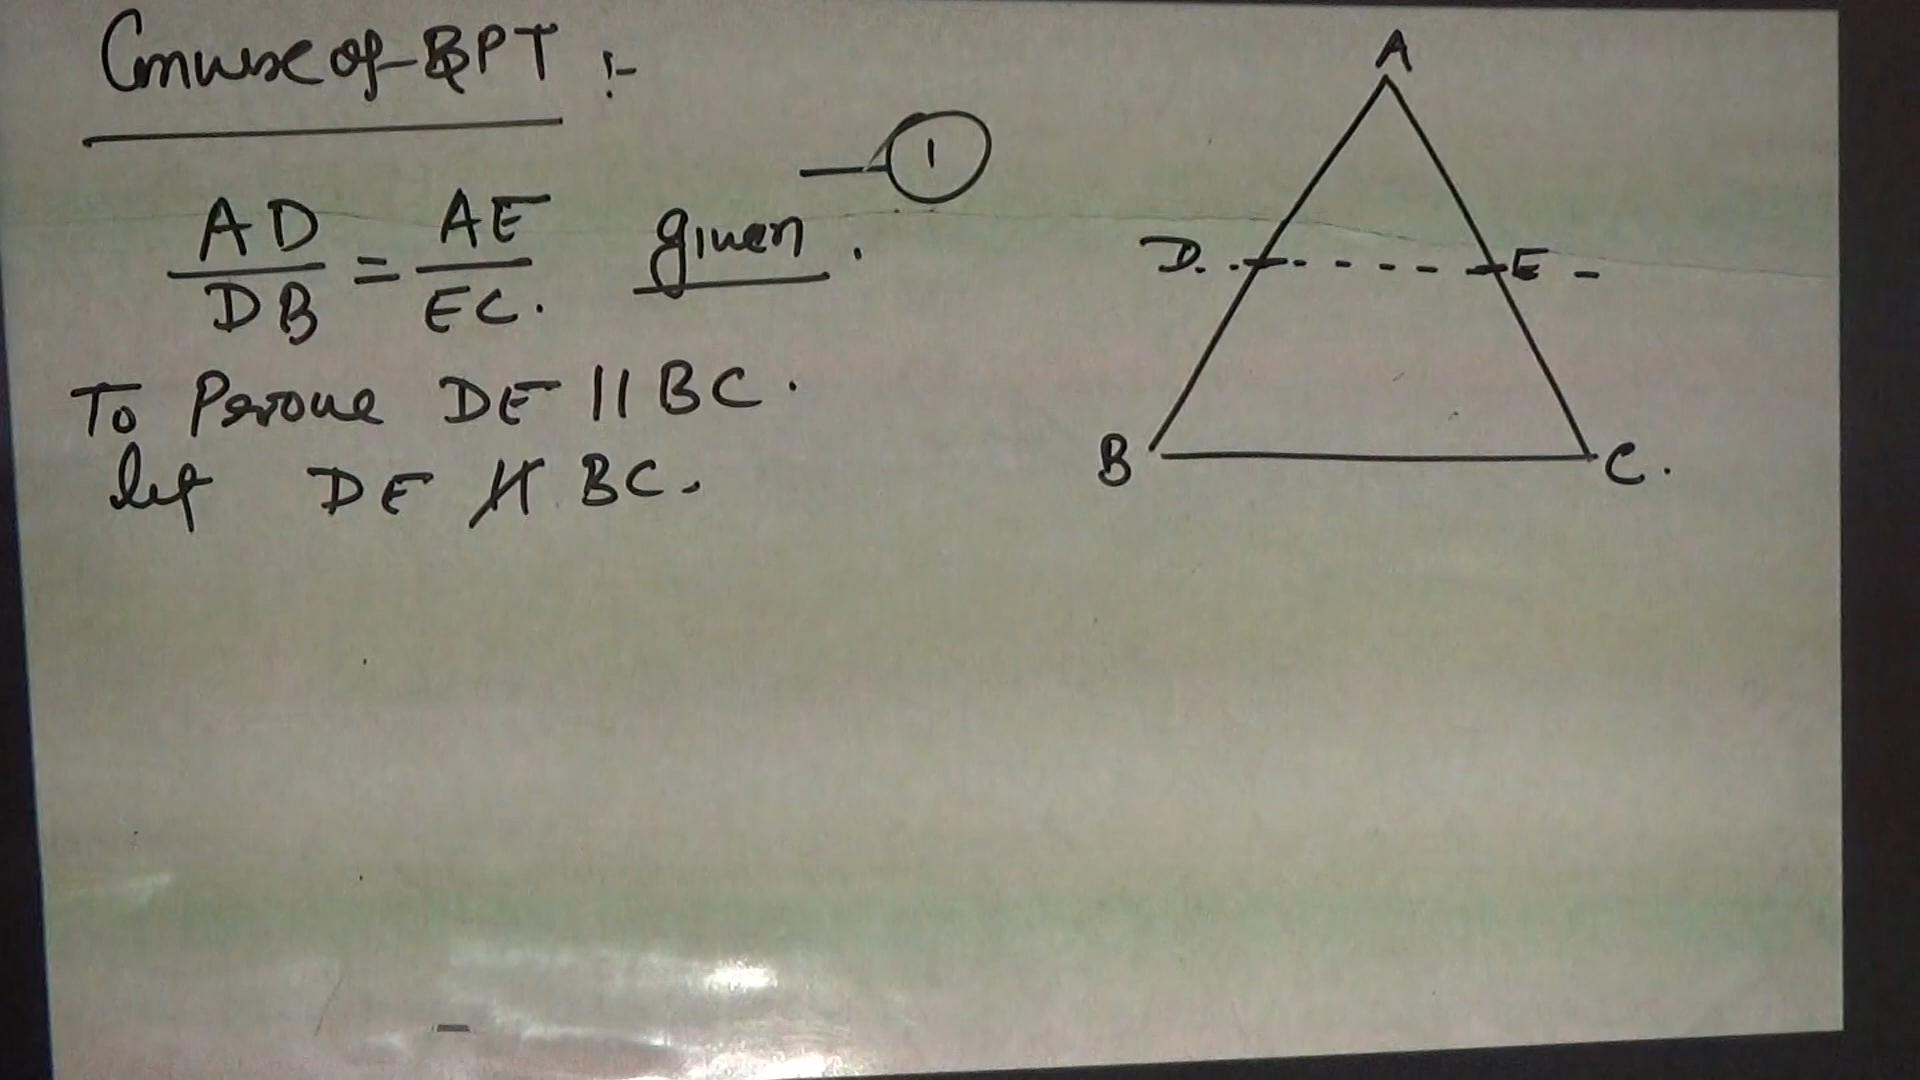 Converse of BPT :-
①
AD/DB = AE/EC. given.
To Prove DE || BC.
let DE ∦ BC.
A
D E
B C.